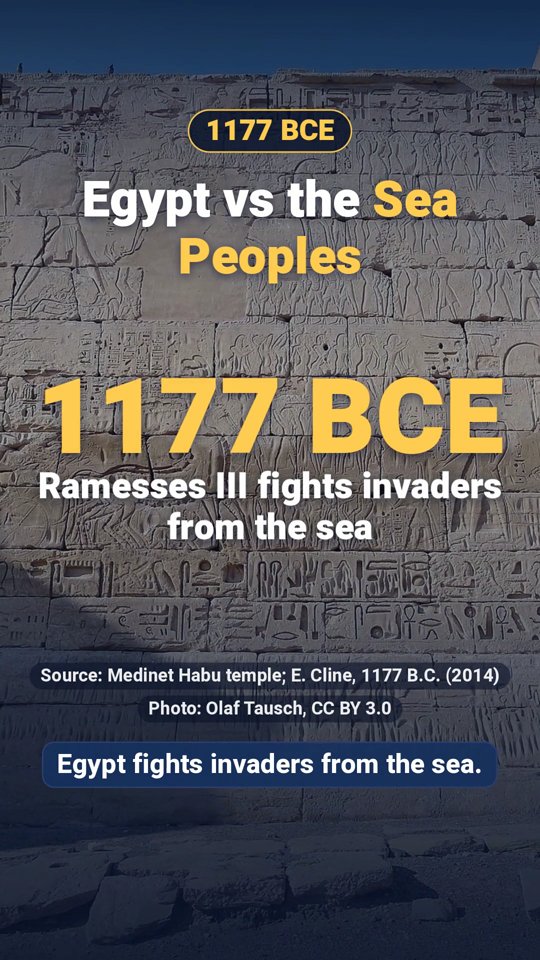 1177 BCE
Egypt vs the Sea
Peoples
1177 BCE
Ramesses III fights invaders
from the sea
Source: Medinet Habu temple; E. Cline, 1177 B.C. (2014)
Photo: Olaf Tausch, CC BY 3.0
Egypt fights invaders from the sea.